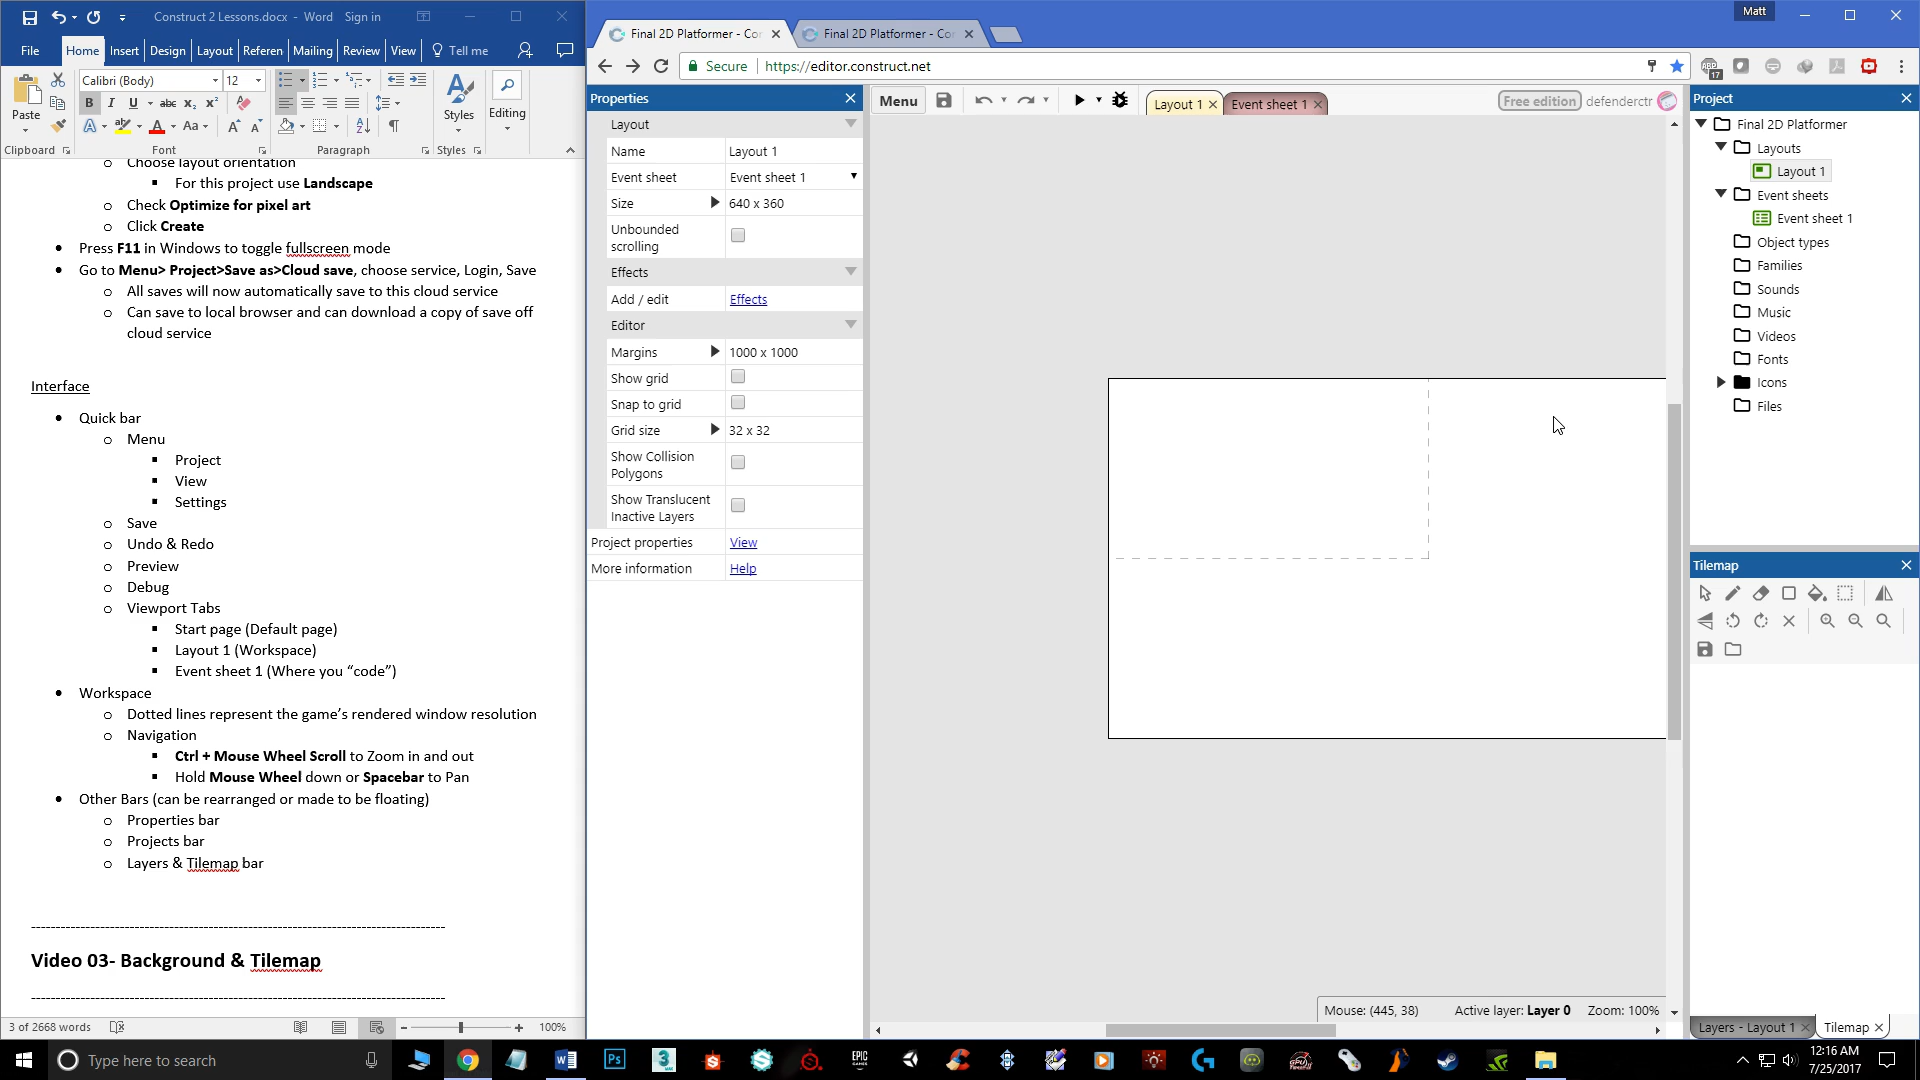 Construct 2 Lessons.docx - Word Sign in
File Home Insert Design Layout Referen Mailing Review View Tell me
Calibri (Body) 12
Paste
Styles
Editing
Clipboard Font Paragraph Styles
Choose layout orientation
For this project use Landscape
Check Optimize for pixel art
Click Create
Press F11 in Windows to toggle fullscreen mode
Go to Menu> Project>Save as>Cloud save, choose service, Login, Save
All saves will now automatically save to this cloud service
Can save to local browser and can download a copy of save off
cloud service
Interface
Quick bar
Menu
Project
View
Settings
Save
Undo & Redo
Preview
Debug
Viewport Tabs
Start page (Default page)
Layout 1 (Workspace)
Event sheet 1 (Where you “code”)
Workspace
Dotted lines represent the game’s rendered window resolution
Navigation
Ctrl + Mouse Wheel Scroll to Zoom in and out
Hold Mouse Wheel down or Spacebar to Pan
Other Bars (can be rearranged or made to be floating)
Properties bar
Projects bar
Layers & Tilemap bar
Video 03- Background & Tilemap
3 of 2668 words 100%
Matt
Final 2D Platformer - Co Final 2D Platformer - Co
Secure https://editor.construct.net
17
Properties
Layout
Name Layout 1
Event sheet Event sheet 1
Size 640 x 360
Unbounded
scrolling
Effects
Add / edit Effects
Editor
Margins 1000 x 1000
Show grid
Snap to grid
Grid size 32 x 32
Show Collision
Polygons
Show Translucent
Inactive Layers
Project properties View
More information Help
Menu Layout 1 Event sheet 1 Free edition defenderctr
Mouse: (445, 38) Active layer: Layer 0 Zoom: 100%
Project
Final 2D Platformer
Layouts
Layout 1
Event sheets
Event sheet 1
Object types
Families
Sounds
Music
Videos
Fonts
Icons
Files
Tilemap
Layers - Layout 1 Tilemap
Type here to search
12:16 AM
7/25/2017